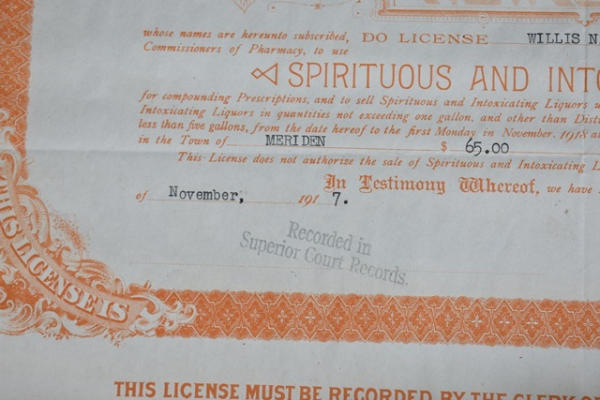 whose names are hereunto subscribed, DO LICENSE WILLIS N.
Commissioners of Pharmacy, to use
SPIRITUOUS AND INTO
for compounding Prescriptions, and to sell Spirituous and Intoxicating Liquors u
Intoxicating Liquors in quantities not exceeding one gallon, and other than Dist
less than five gallons, from the date hereof to the first Monday in November, 1918 a
in the Town of MERIDEN $ 65.00
This License does not authorize the sale of Spirituous and Intoxicating L
In Testimony Whereof, we have
of November, 1917.
Recorded in
Superior Court Records.
THIS LICENSE IS
THIS LICENSE MUST BE RECORDED BY THE CLERK OF